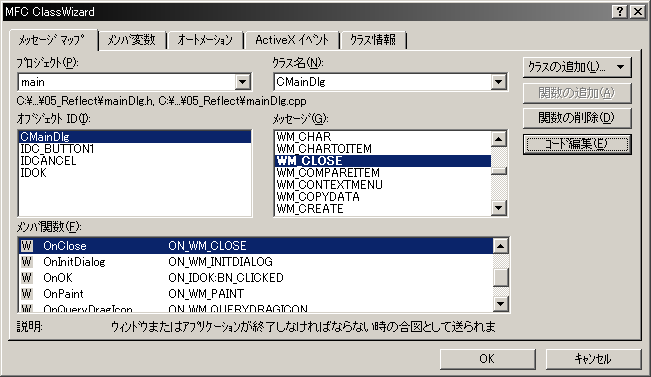 MFC ClassWizard
ﾒｯｾｰｼﾞ ﾏｯﾌﾟ ﾒﾝﾊﾞ変数 ｵｰﾄﾒｰｼｮﾝ ActiveX ｲﾍﾞﾝﾄ ｸﾗｽ情報
ﾌﾟﾛｼﾞｪｸﾄ(P): ｸﾗｽ名(N):
main CMainDlg ｸﾗｽの追加(L)...
C:¥...¥05_Reflect¥mainDlg.h, C:¥...¥05_Reflect¥mainDlg.cpp 関数の追加(A)
ｵﾌﾞｼﾞｪｸﾄ ID(I): ﾒｯｾｰｼﾞ(G): 関数の削除(D)
CMainDlg WM_CHAR
IDC_BUTTON1 WM_CHARTOITEM コード編集(E)
IDCANCEL WM_CLOSE
IDOK WM_COMPAREITEM
WM_CONTEXTMENU
WM_COPYDATA
WM_CREATE
ﾒﾝﾊﾞ関数(F):
W OnClose ON_WM_CLOSE
W OnInitDialog ON_WM_INITDIALOG
W OnOK ON_IDOK:BN_CLICKED
W OnPaint ON_WM_PAINT
W OnQueryDragIcon ON_WM_QUERYDRAGICON
説明: ｳｨﾝﾄﾞｳまたはｱﾌﾟﾘｹｰｼｮﾝが終了しなければならない時の合図として送られま
OK ｷｬﾝｾﾙ